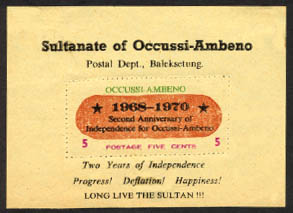 Sultanate of Occussi-Ambeno
Postal Dept., Baleksetung.
OCCUSSI-AMBENO
★ 1968-1970 ★
Second Anniversary of
Independence for Occussi-Ambeno
5 POSTAGE FIVE CENTS 5
Two Years of Independence
Progress! Deflation! Happiness!
LONG LIVE THE SULTAN !!!